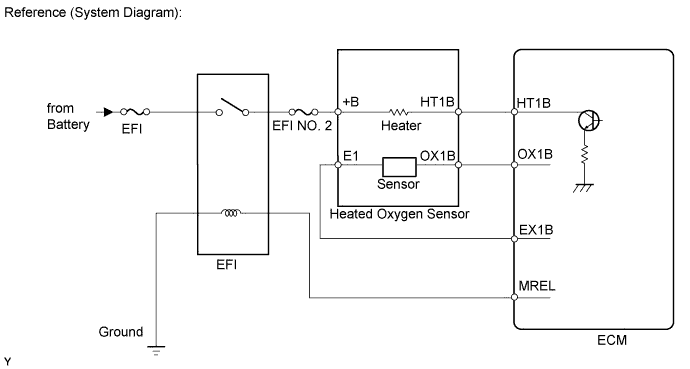 Reference (System Diagram):
from
Battery
EFI
EFI NO. 2
+B
HT1B
Heater
HT1B
E1
OX1B
Sensor
OX1B
Heated Oxygen Sensor
EX1B
EFI
MREL
Ground
ECM
Y